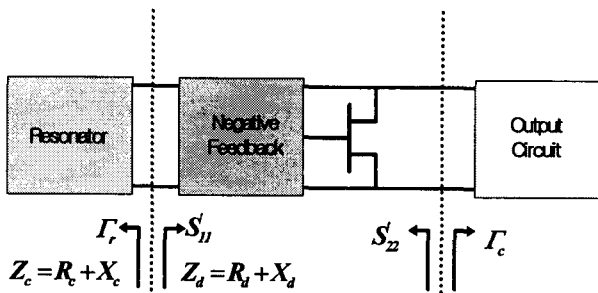 Resonator
Negative
Feedback
Output
Circuit
Γr S'11 S'22 Γc
Zc = Rc + Xc Zd = Rd + Xd